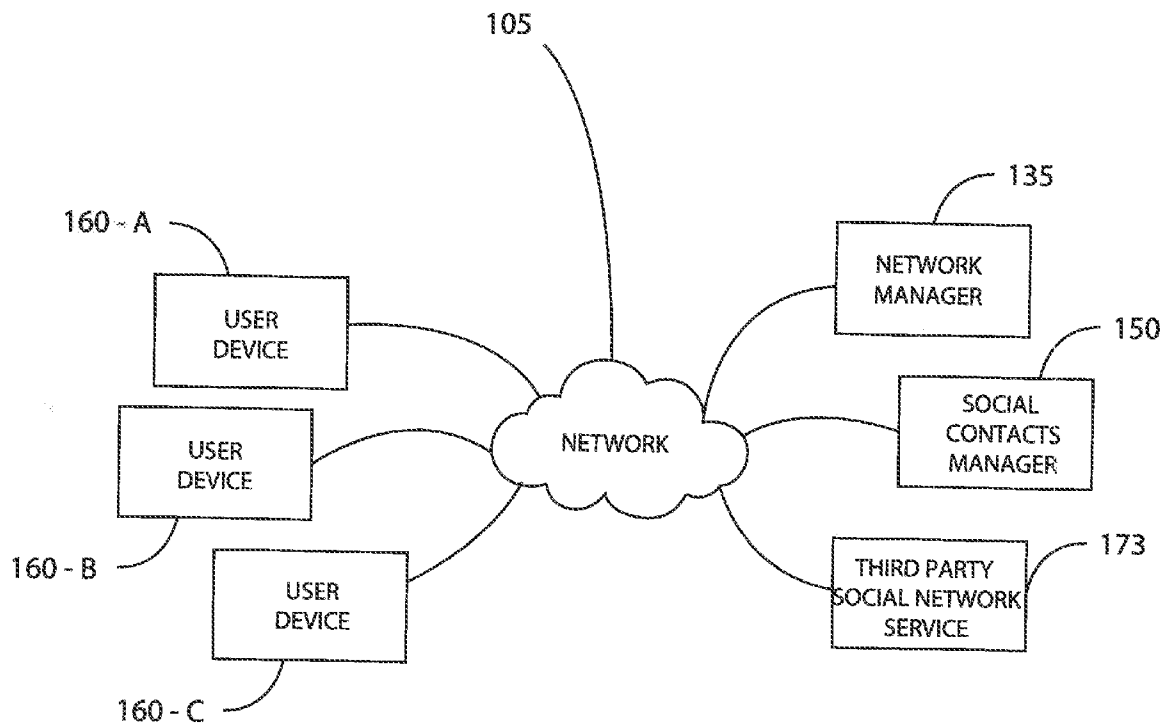 105
135
160 - A
NETWORK
MANAGER
USER
DEVICE
150
SOCIAL
CONTACTS
MANAGER
NETWORK
USER
DEVICE
160 - B
173
THIRD PARTY
SOCIAL NETWORK
SERVICE
USER
DEVICE
160 - C